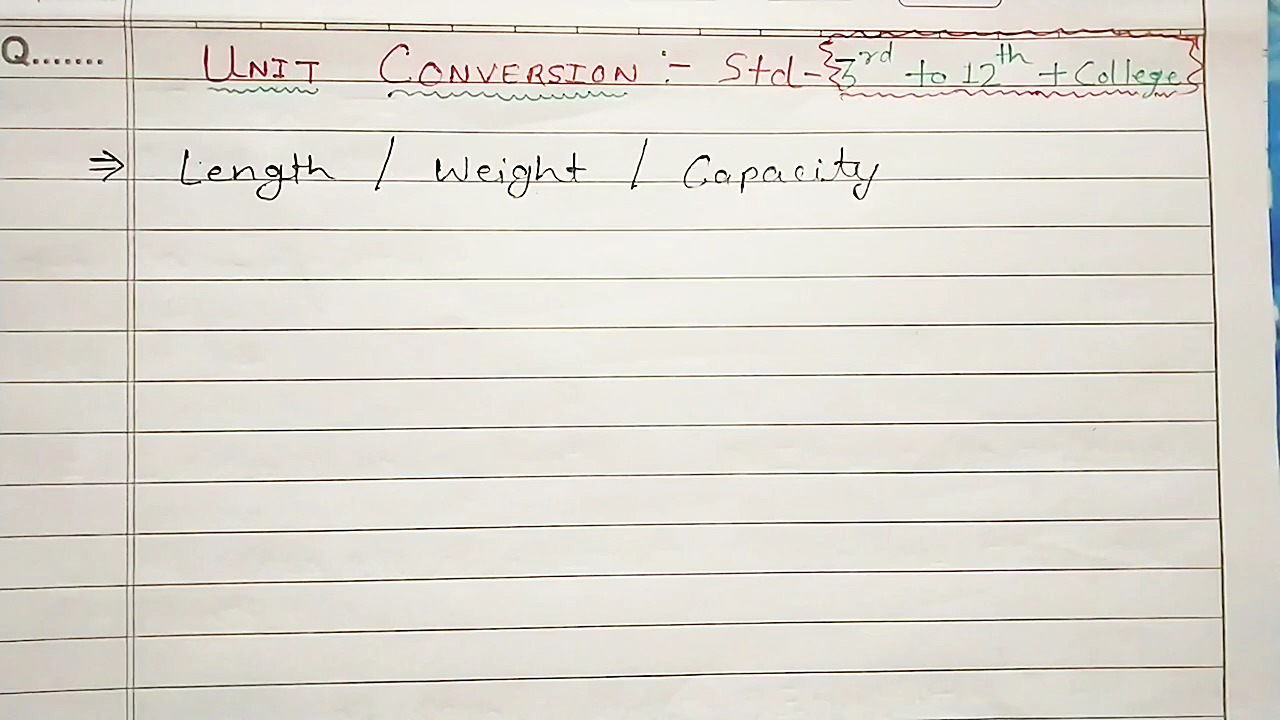 Q.......
UNIT CONVERSION :- Std-{3rd to 12th + College}
⇒ Length / Weight / Capacity